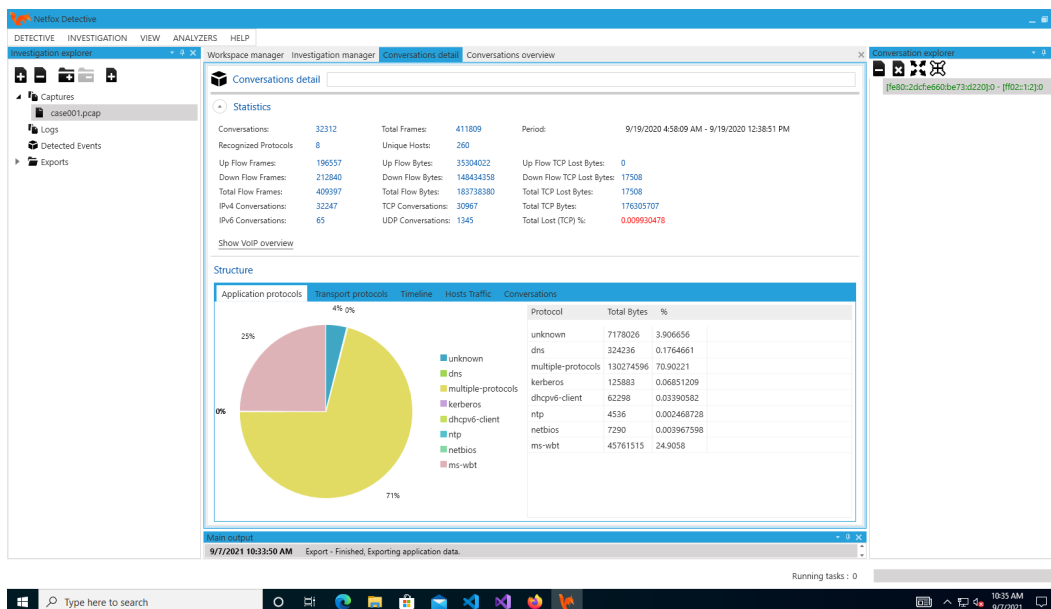 Netfox Detective
DETECTIVE INVESTIGATION VIEW ANALYZERS HELP
Investigation explorer
Captures
case001.pcap
Logs
Detected Events
Exports
Workspace manager Investigation manager Conversations detail Conversations overview
Conversations detail
Statistics
Conversations: 32312 Total Frames: 411809 Period: 9/19/2020 4:58:09 AM - 9/19/2020 12:38:51 PM
Recognized Protocols 8 Unique Hosts: 260
Up Flow Frames: 196557 Up Flow Bytes: 35304022 Up Flow TCP Lost Bytes: 0
Down Flow Frames: 212840 Down Flow Bytes: 148434358 Down Flow TCP Lost Bytes: 17508
Total Flow Frames: 409397 Total Flow Bytes: 183738380 Total TCP Lost Bytes: 17508
IPv4 Conversations: 32247 TCP Conversations: 30967 Total TCP Bytes: 176305707
IPv6 Conversations: 65 UDP Conversations: 1345 Total Lost (TCP) %: 0.009930478
Show VoIP overview
Structure
Application protocols Transport protocols Timeline Hosts Traffic Conversations
4% 0%
25%
0%
71%
unknown
dns
multiple-protocols
kerberos
dhcpv6-client
ntp
netbios
ms-wbt
Protocol Total Bytes %
unknown 7178026 3.906656
dns 324236 0.1764661
multiple-protocols 130274596 70.90221
kerberos 125883 0.06851209
dhcpv6-client 62298 0.03390582
ntp 4536 0.002468728
netbios 7290 0.003967598
ms-wbt 45761515 24.9058
Main output
9/7/2021 10:33:50 AM Export - Finished, Exporting application data.
Conversation explorer
[fe80::2dcf:e660:be73:d220]:0 - [ff02::1:2]:0
Running tasks : 0
Type here to search
10:35 AM
9/7/2021